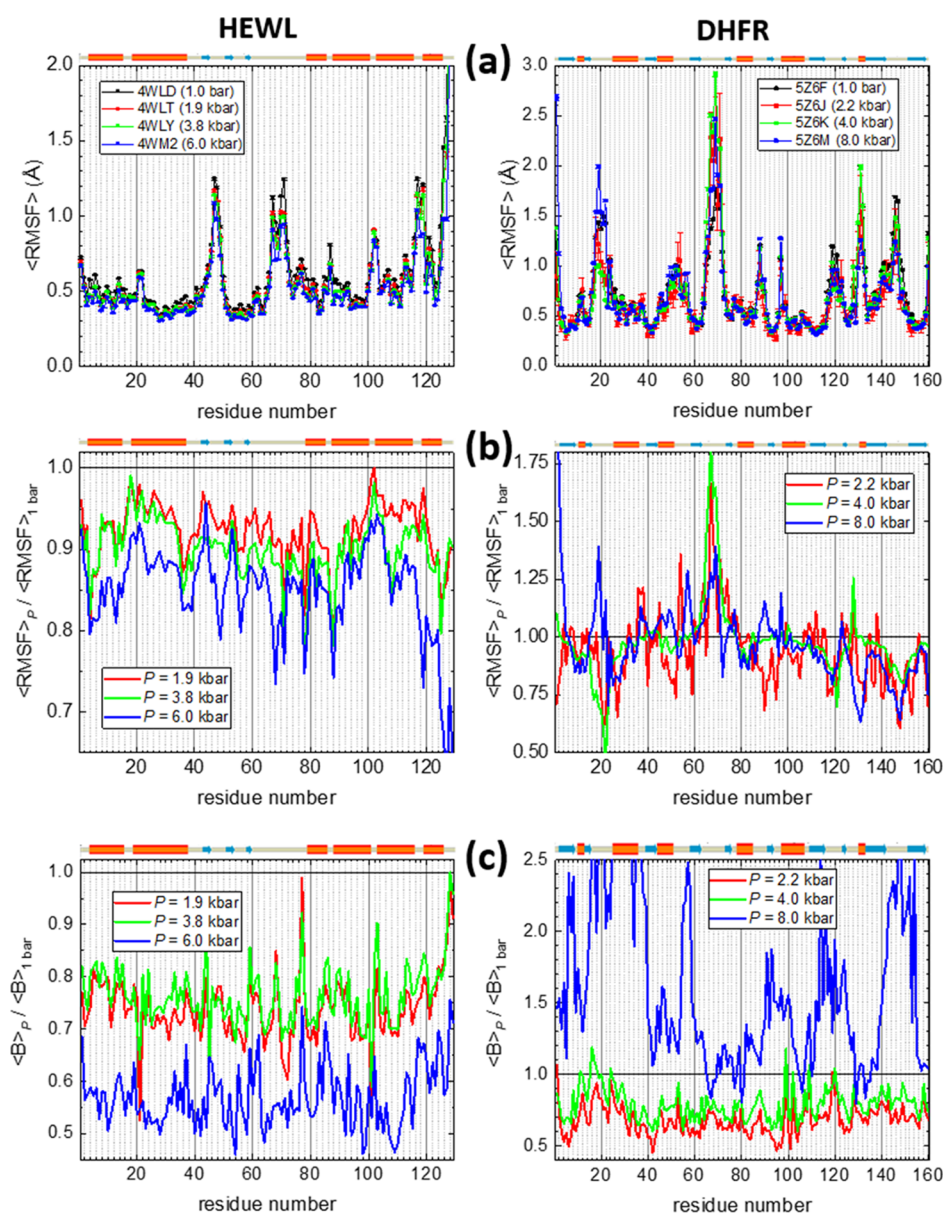 HEWL
DHFR
(a)
2.0
1.5
1.0
0.5
0.0
<RMSF> (Å)
4WLD (1.0 bar)
4WLT (1.9 kbar)
4WLY (3.8 kbar)
4WM2 (6.0 kbar)
20 40 60 80 100 120
residue number
3.0
2.5
2.0
1.5
1.0
0.5
0.0
<RMSF> (Å)
5Z6F (1.0 bar)
5Z6J (2.2 kbar)
5Z6K (4.0 kbar)
5Z6M (8.0 kbar)
20 40 60 80 100 120 140 160
residue number
(b)
1.0
0.9
0.8
0.7
<RMSF>P / <RMSF>1 bar
P = 1.9 kbar
P = 3.8 kbar
P = 6.0 kbar
20 40 60 80 100 120
residue number
1.75
1.50
1.25
1.00
0.75
0.50
<RMSF>P / <RMSF>1 bar
P = 2.2 kbar
P = 4.0 kbar
P = 8.0 kbar
20 40 60 80 100 120 140 160
residue number
(c)
1.0
0.9
0.8
0.7
0.6
0.5
<B>P / <B>1 bar
P = 1.9 kbar
P = 3.8 kbar
P = 6.0 kbar
20 40 60 80 100 120
residue number
2.5
2.0
1.5
1.0
0.5
<B>P / <B>1 bar
P = 2.2 kbar
P = 4.0 kbar
P = 8.0 kbar
20 40 60 80 100 120 140 160
residue number